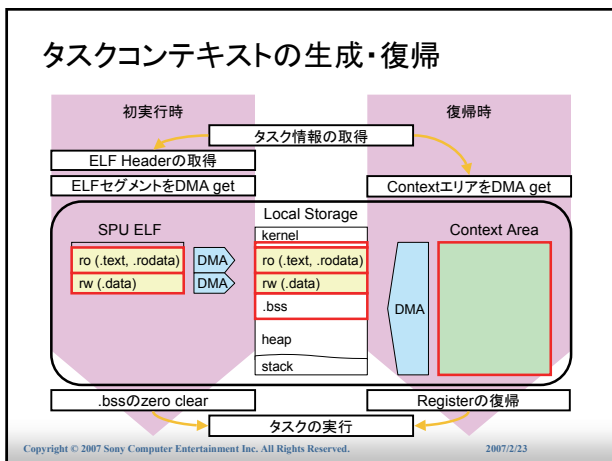 タスクコンテキストの生成・復帰
初実行時
復帰時
タスク情報の取得
ELF Headerの取得
ELFセグメントをDMA get
ContextエリアをDMA get
Local Storage
SPU ELF
kernel
Context Area
ro (.text, .rodata)
DMA
ro (.text, .rodata)
rw (.data)
DMA
rw (.data)
.bss
DMA
heap
stack
.bssのzero clear
Registerの復帰
タスクの実行
Copyright © 2007 Sony Computer Entertainment Inc. All Rights Reserved.
2007/2/23